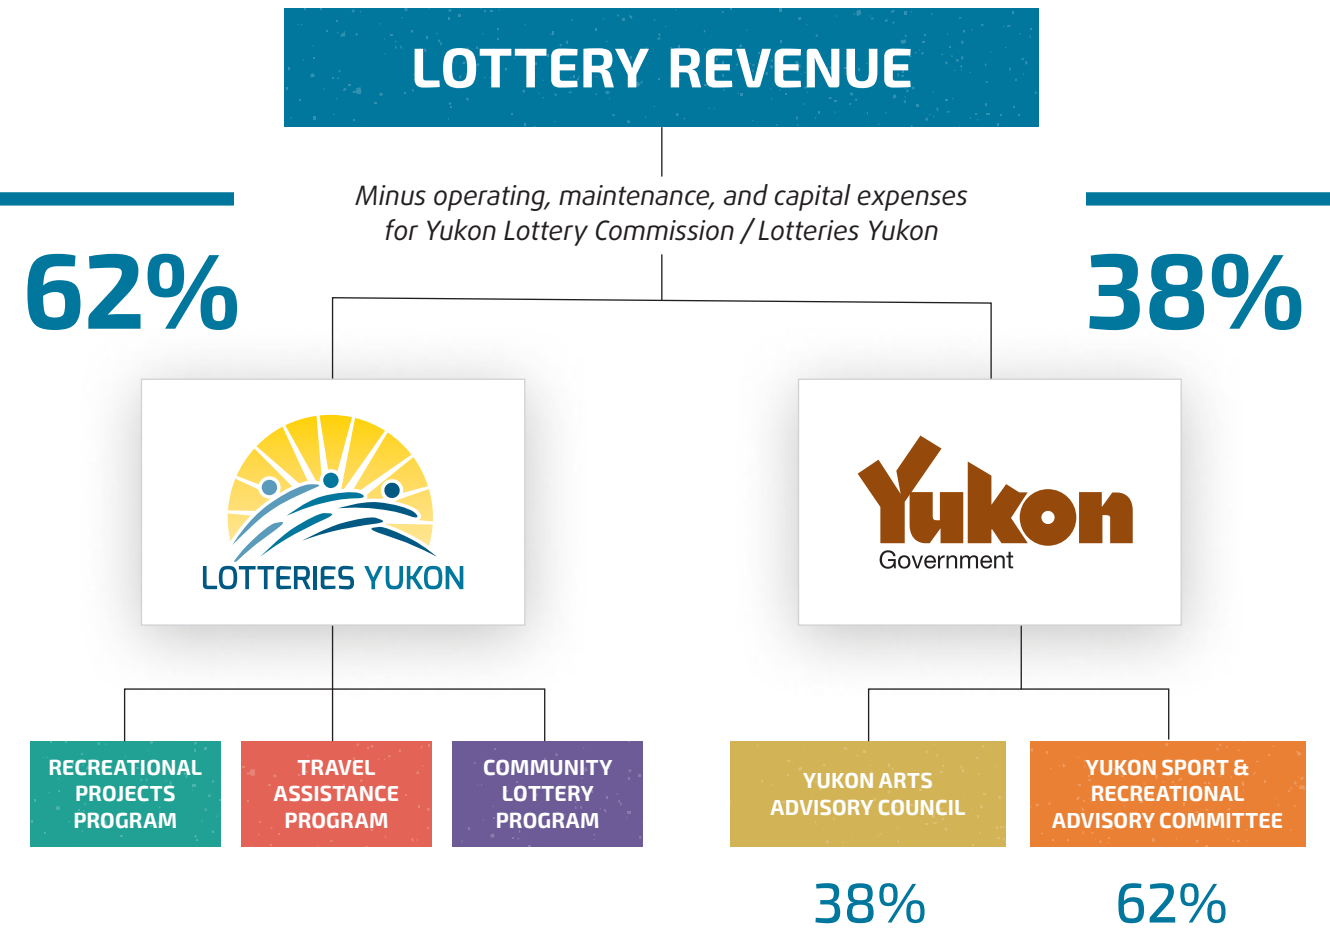 LOTTERY REVENUE
Minus operating, maintenance, and capital expenses
for Yukon Lottery Commission / Lotteries Yukon
62%
38%
LOTTERIES YUKON
Yukon
Government
RECREATIONAL
PROJECTS
PROGRAM
TRAVEL
ASSISTANCE
PROGRAM
COMMUNITY
LOTTERY
PROGRAM
YUKON ARTS
ADVISORY COUNCIL
YUKON SPORT &
RECREATIONAL
ADVISORY COMMITTEE
38%
62%